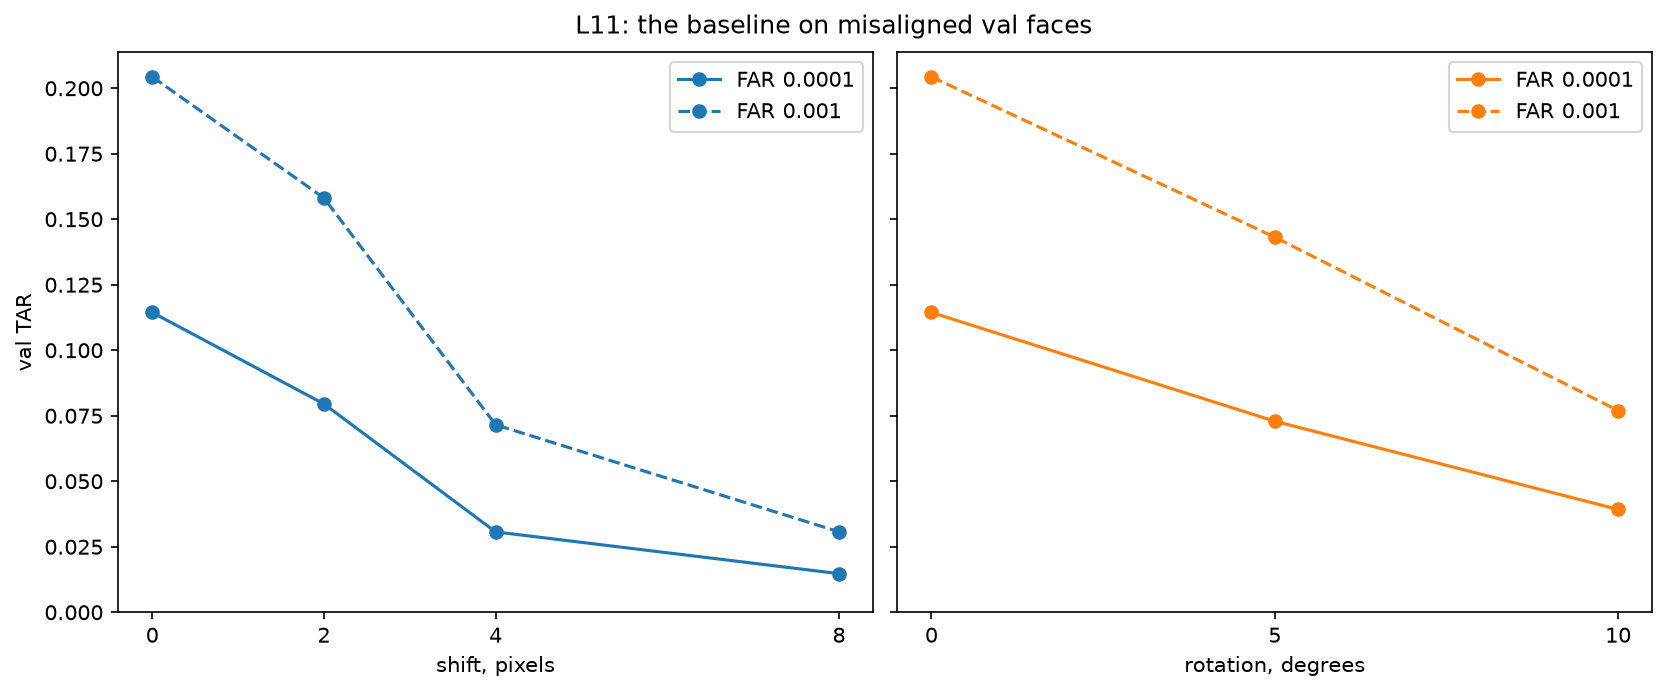 L11: the baseline on misaligned val faces
val TAR
0.200
0.175
0.150
0.125
0.100
0.075
0.050
0.025
0.000
FAR 0.0001
FAR 0.001
0 2 4 8
shift, pixels
FAR 0.0001
FAR 0.001
0 5 10
rotation, degrees